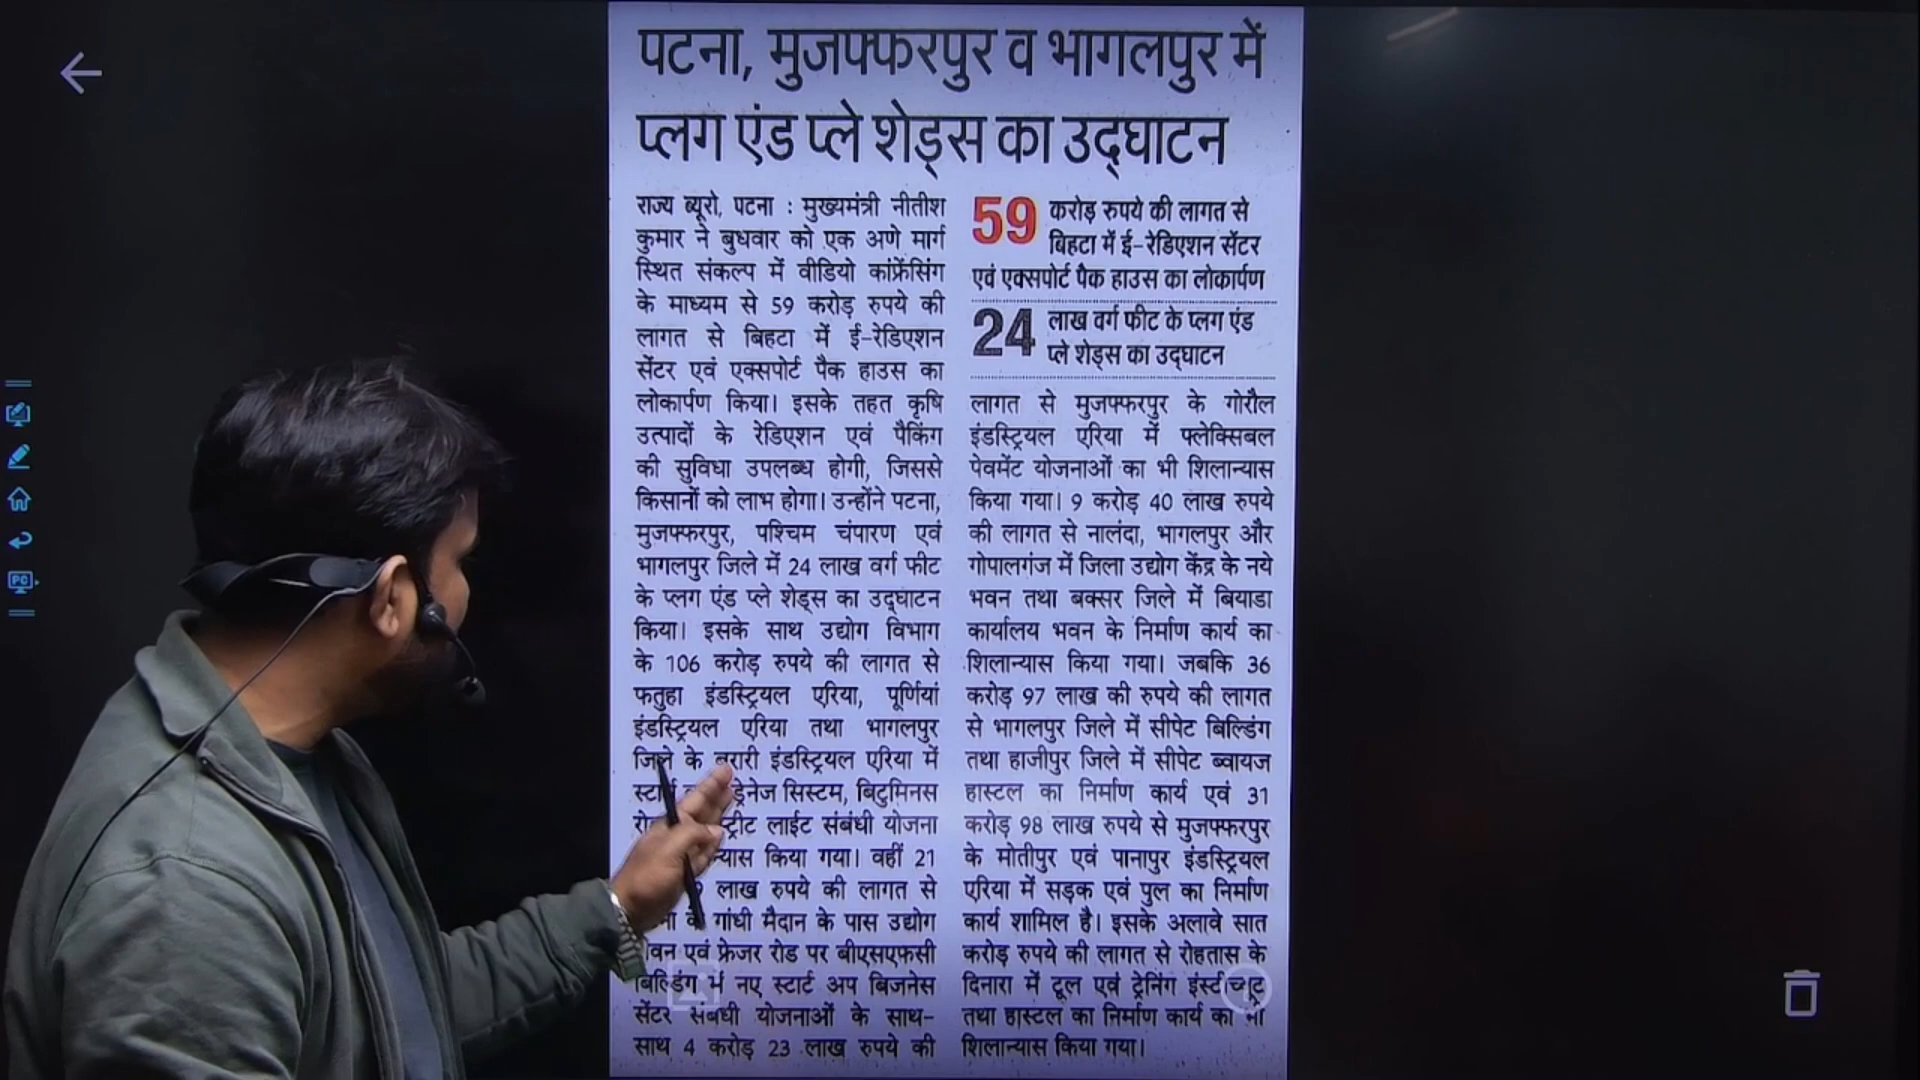 पटना, मुजफ्फरपुर व भागलपुर में
प्लग एंड प्ले शेड्स का उद्घाटन
राज्य ब्यूरो, पटना : मुख्यमंत्री नीतीश
कुमार ने बुधवार को एक अणे मार्ग
स्थित संकल्प में वीडियो कांफ्रेंसिंग
के माध्यम से 59 करोड़ रुपये की
लागत से बिहटा में ई-रेडिएशन
सेंटर एवं एक्सपोर्ट पैक हाउस का
लोकार्पण किया। इसके तहत कृषि
उत्पादों के रेडिएशन एवं पैकिंग
की सुविधा उपलब्ध होगी, जिससे
किसानों को लाभ होगा। उन्होंने पटना,
मुजफ्फरपुर, पश्चिम चंपारण एवं
भागलपुर जिले में 24 लाख वर्ग फीट
के प्लग एंड प्ले शेड्स का उद्घाटन
किया। इसके साथ उद्योग विभाग
के 106 करोड़ रुपये की लागत से
फतुहा इंडस्ट्रियल एरिया, पूर्णियां
इंडस्ट्रियल एरिया तथा भागलपुर
जिले के बरारी इंडस्ट्रियल एरिया में
ड्रेनेज सिस्टम, बिटुमिनस
लाईट संबंधी योजना
किया गया। वहीं 21
लाख रुपये की लागत से
के गांधी मैदान के पास उद्योग
एवं फ्रेजर रोड पर बीएसएफसी
बिल्डिंग में नए स्टार्ट अप बिजनेस
सेंटर संबंधी योजनाओं के साथ-
साथ 4 करोड़ 23 लाख रुपये की
59 करोड़ रुपये की लागत से
बिहटा में ई-रेडिएशन सेंटर
एवं एक्सपोर्ट पैक हाउस का लोकार्पण
24 लाख वर्ग फीट के प्लग एंड
प्ले शेड्स का उद्घाटन
लागत से मुजफ्फरपुर के गोरौल
इंडस्ट्रियल एरिया में फ्लेक्सिबल
पेवमेंट योजनाओं का भी शिलान्यास
किया गया। 9 करोड़ 40 लाख रुपये
की लागत से नालंदा, भागलपुर और
गोपालगंज में जिला उद्योग केंद्र के नये
भवन तथा बक्सर जिले में बियाडा
कार्यालय भवन के निर्माण कार्य का
शिलान्यास किया गया। जबकि 36
करोड़ 97 लाख की रुपये की लागत
से भागलपुर जिले में सीपेट बिल्डिंग
तथा हाजीपुर जिले में सीपेट ब्वायज
हास्टल का निर्माण कार्य एवं 31
करोड़ 98 लाख रुपये से मुजफ्फरपुर
के मोतीपुर एवं पानापुर इंडस्ट्रियल
एरिया में सड़क एवं पुल का निर्माण
कार्य शामिल है। इसके अलावे सात
करोड़ रुपये की लागत से रोहतास के
दिनारा में टूल एवं ट्रेनिंग इंस्टीच्यूट
तथा हास्टल का निर्माण कार्य का भी
शिलान्यास किया गया।
PC